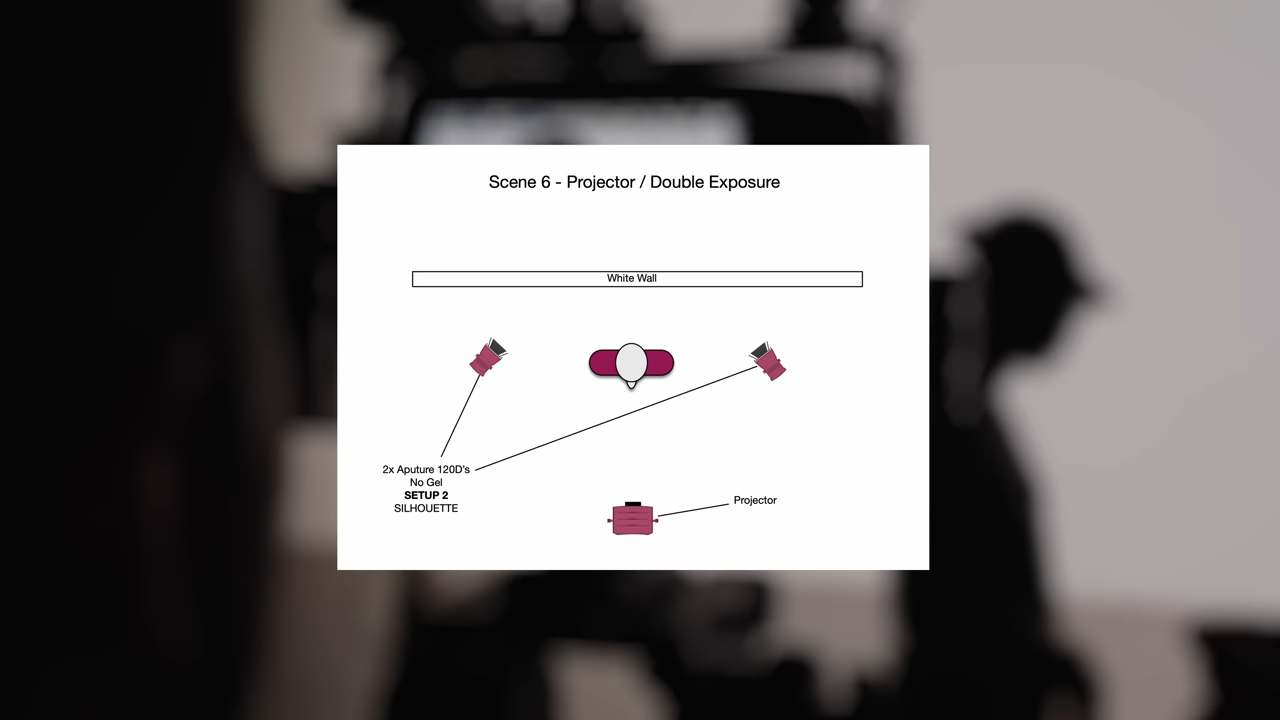 Scene 6 - Projector / Double Exposure
White Wall
2x Aputure 120D's
No Gel
SETUP 2
SILHOUETTE
Projector